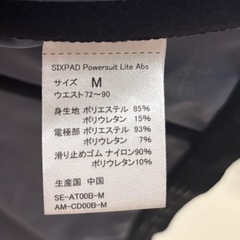 SIXPAD Powersuit Lite Abs
サイズ M
ウエスト72〜90
身生地 ポリエステル 85%
ポリウレタン 15%
電極部 ポリエステル 93%
ポリウレタン 7%
滑り止めゴム ナイロン90%
ポリウレタン10%
生産国 中国
SE-AT00B-M
AM-CD00B-M